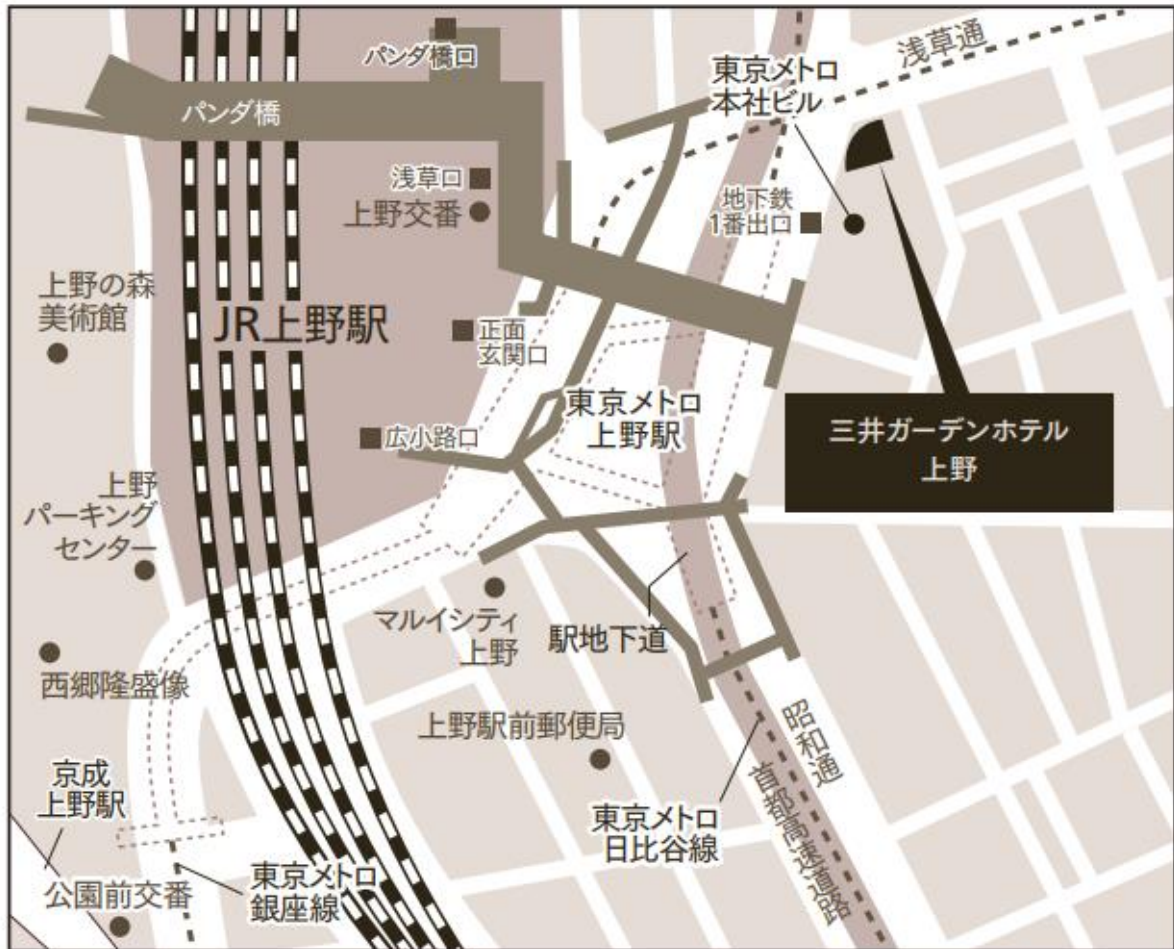 パンダ橋口
パンダ橋
浅草通
東京メトロ
本社ビル
浅草口
上野交番
地下鉄
1番出口
上野の森
美術館
JR上野駅
正面
玄関口
東京メトロ
上野駅
三井ガーデンホテル
上野
広小路口
上野
パーキング
センター
マルイシティ
上野
駅地下道
西郷隆盛像
上野駅前郵便局
昭和通
首都高速道路
京成
上野駅
東京メトロ
日比谷線
東京メトロ
銀座線
公園前交番